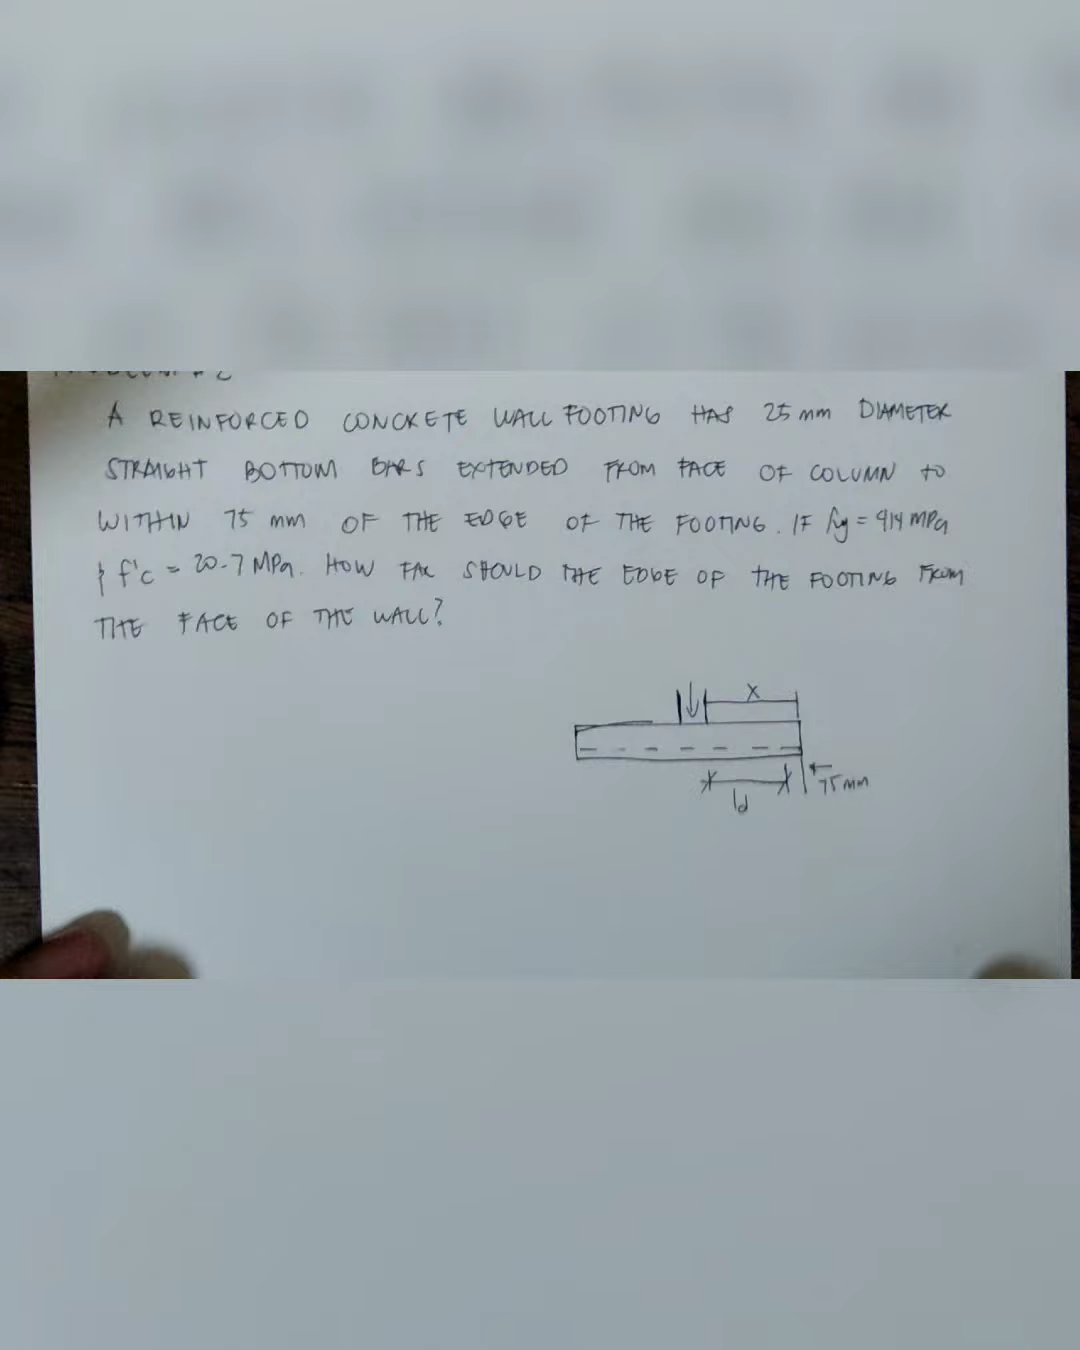 A REINFORCED CONCRETE WALL FOOTING HAS 25 mm DIAMETER
STRAIGHT BOTTOM BARS EXTENDED FROM FACE OF COLUMN TO
WITHIN 75 mm OF THE EDGE OF THE FOOTING. IF fy = 414 MPa
& f'c = 20.7 MPa. HOW FAR SHOULD THE EDGE OF THE FOOTING FROM
THE FACE OF THE WALL?
x
75 mm
ld